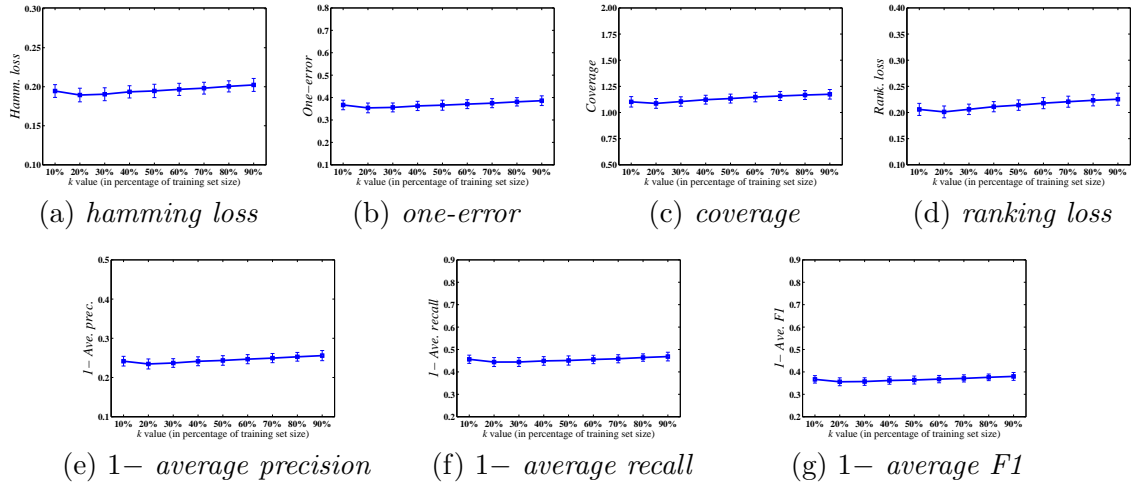 0.30
0.25
0.20
0.15
0.10
Hamm. loss
10% 20% 30% 40% 50% 60% 70% 80% 90%
k value (in percentage of training set size)
(a) hamming loss
0.8
0.7
0.6
0.5
0.4
0.3
0.2
0.1
One−error
10% 20% 30% 40% 50% 60% 70% 80% 90%
k value (in percentage of training set size)
(b) one-error
2.00
1.75
1.50
1.25
1.00
0.75
0.50
Coverage
10% 20% 30% 40% 50% 60% 70% 80% 90%
k value (in percentage of training set size)
(c) coverage
0.40
0.35
0.30
0.25
0.20
0.15
0.10
Rank. loss
10% 20% 30% 40% 50% 60% 70% 80% 90%
k value (in percentage of training set size)
(d) ranking loss
0.5
0.4
0.3
0.2
0.1
1− Ave. prec.
10% 20% 30% 40% 50% 60% 70% 80% 90%
k value (in percentage of training set size)
(e) 1− average precision
0.9
0.8
0.7
0.6
0.5
0.4
0.3
0.2
1− Ave. recall
10% 20% 30% 40% 50% 60% 70% 80% 90%
k value (in percentage of training set size)
(f) 1− average recall
0.9
0.8
0.7
0.6
0.5
0.4
0.3
0.2
1− Ave. F1
10% 20% 30% 40% 50% 60% 70% 80% 90%
k value (in percentage of training set size)
(g) 1− average F1